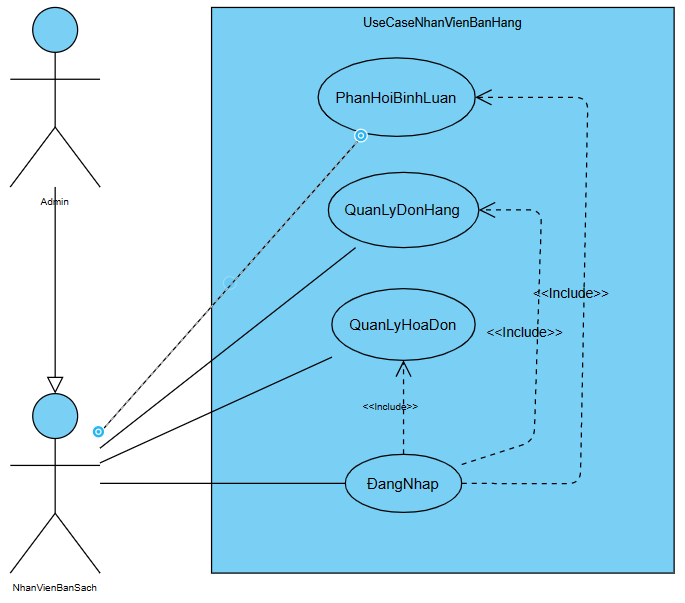 UseCaseNhanVienBanHang
PhanHoiBinhLuan
QuanLyDonHang
Admin
<<Include>>
<<Include>>
QuanLyHoaDon
<<Include>>
ĐangNhap
NhanVienBanSach